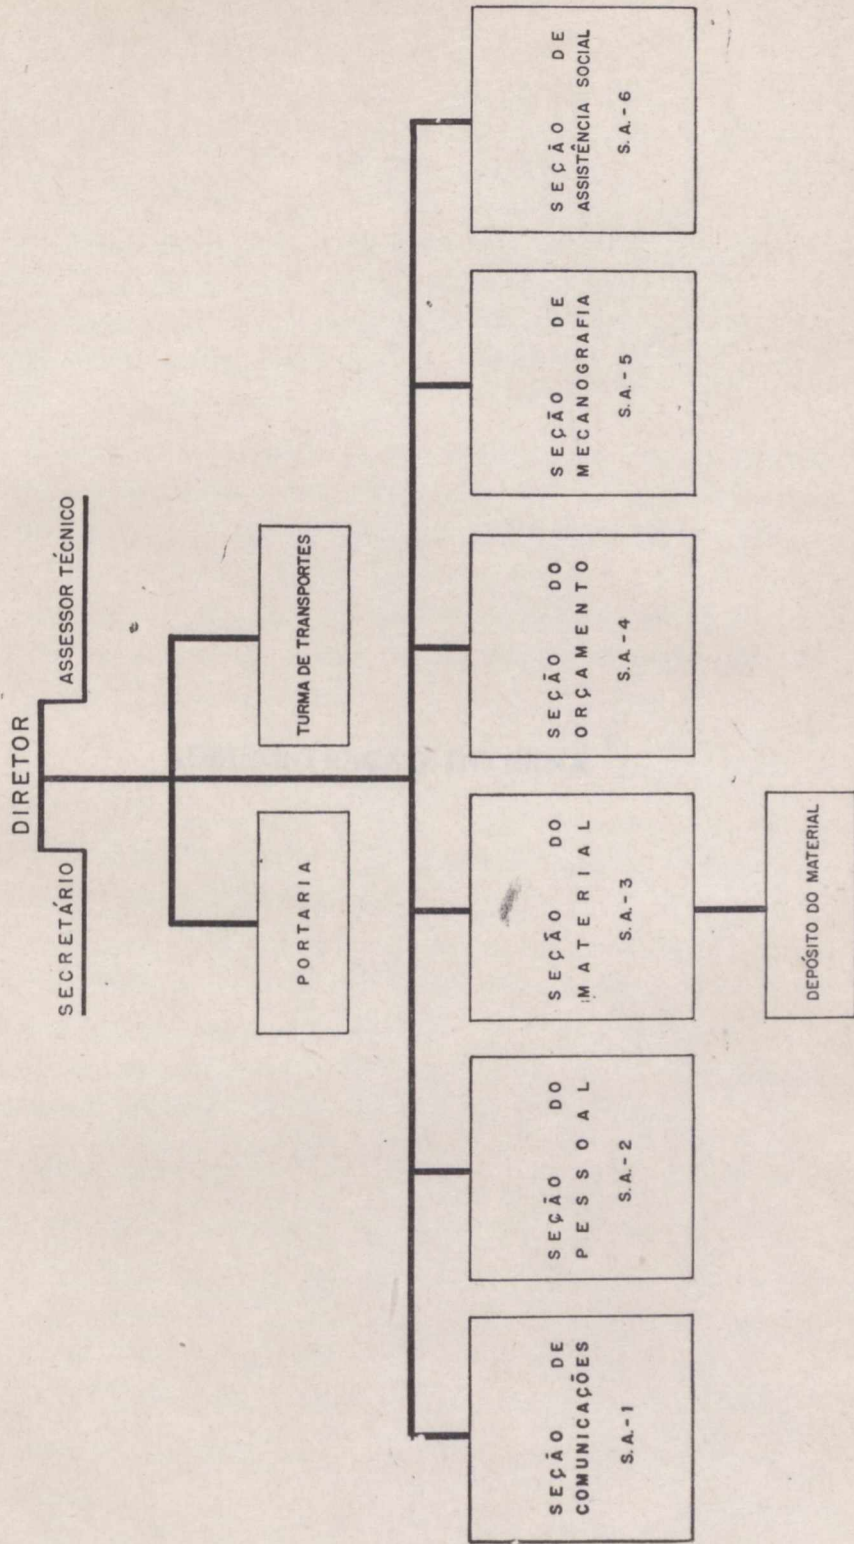 DIRETOR
SECRETÁRIO
ASSESSOR TÉCNICO
PORTARIA
TURMA DE TRANSPORTES
SEÇÃO DE
COMUNICAÇÕES
S.A.-1
SEÇÃO DO
PESSOAL
S.A.-2
SEÇÃO DO
MATERIAL
S.A.-3
SEÇÃO DO
ORÇAMENTO
S.A.-4
SEÇÃO DE
MECANOGRAFIA
S.A.-5
SEÇÃO DE
ASSISTÊNCIA SOCIAL
S.A.-6
DEPÓSITO DO MATERIAL